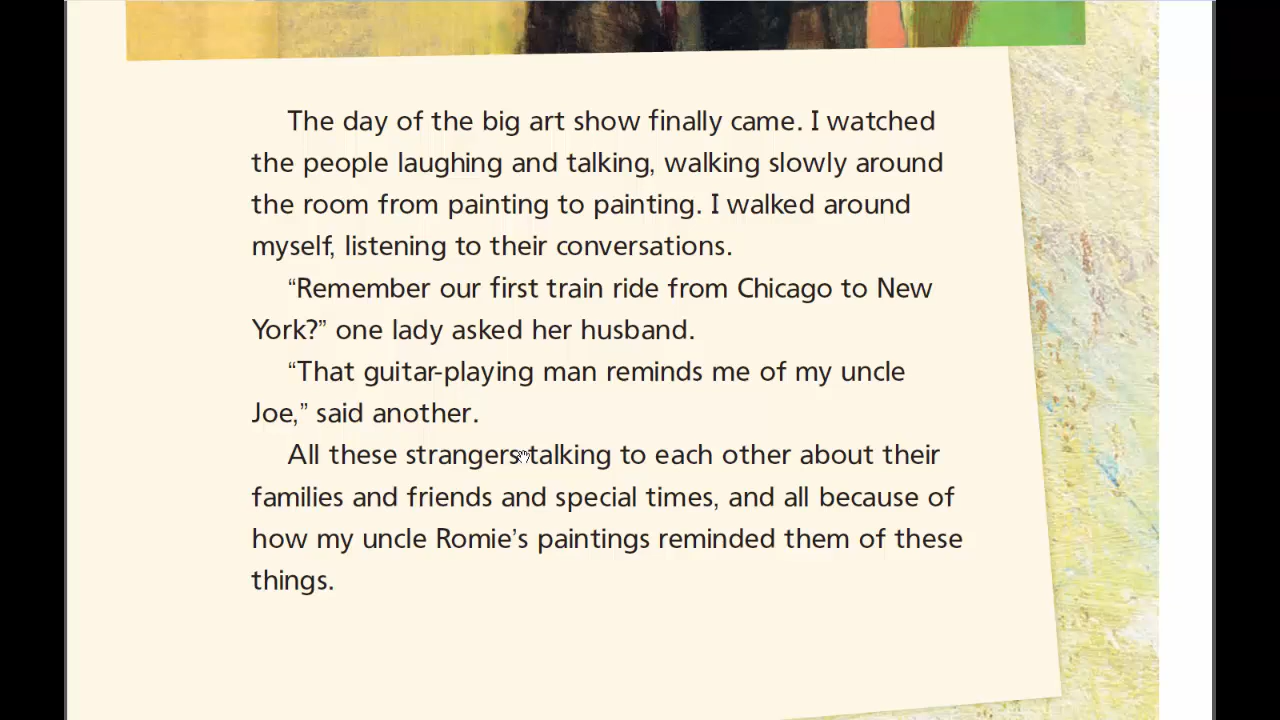 The day of the big art show finally came. I watched
the people laughing and talking, walking slowly around
the room from painting to painting. I walked around
myself, listening to their conversations.
“Remember our first train ride from Chicago to New
York?” one lady asked her husband.
“That guitar-playing man reminds me of my uncle
Joe,” said another.
All these strangers talking to each other about their
families and friends and special times, and all because of
how my uncle Romie’s paintings reminded them of these
things.